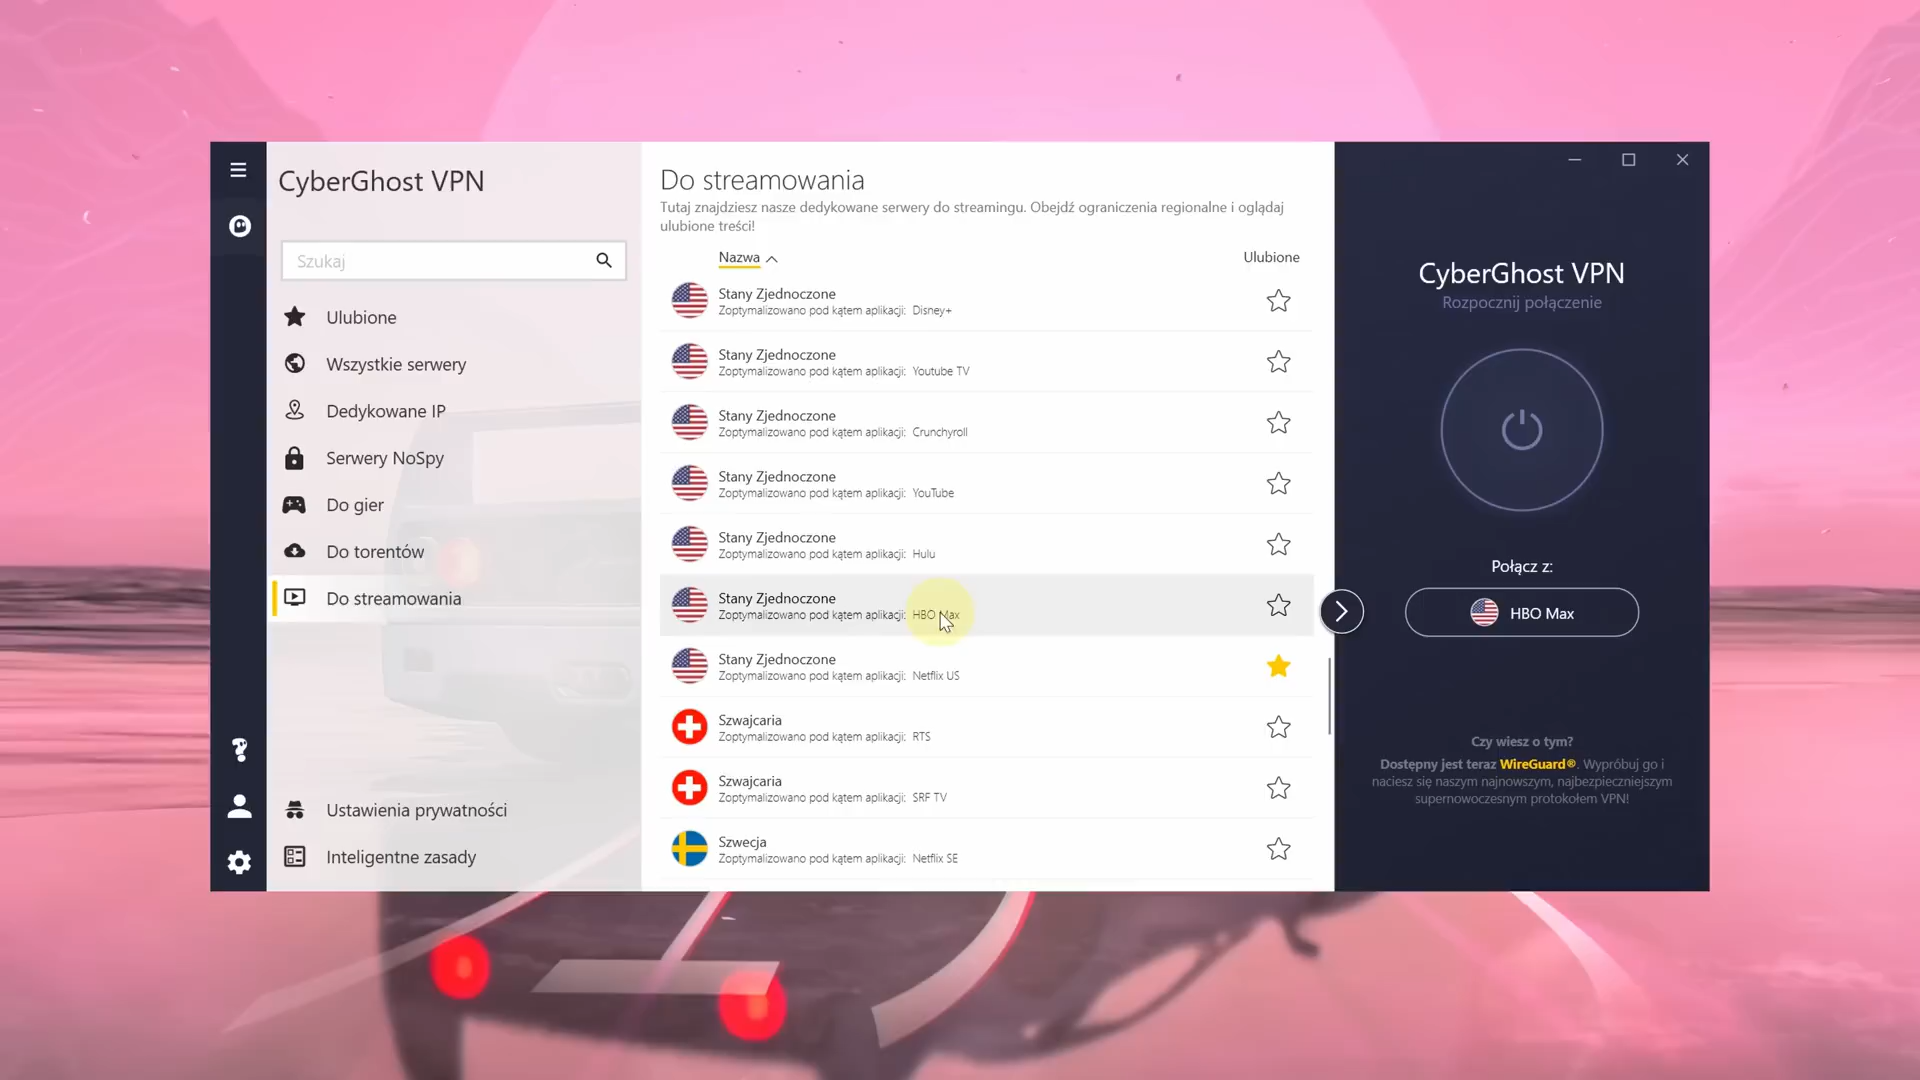 CyberGhost VPN
Szukaj
Ulubione
Wszystkie serwery
Dedykowane IP
Serwery NoSpy
Do gier
Do torentów
Do streamowania
Ustawienia prywatności
Inteligentne zasady
Do streamowania
Tutaj znajdziesz nasze dedykowane serwery do streamingu. Obejdź ograniczenia regionalne i oglądaj
ulubione treści!
Nazwa Ulubione
Stany Zjednoczone
Zoptymalizowano pod kątem aplikacji: Disney+
Stany Zjednoczone
Zoptymalizowano pod kątem aplikacji: Youtube TV
Stany Zjednoczone
Zoptymalizowano pod kątem aplikacji: Crunchyroll
Stany Zjednoczone
Zoptymalizowano pod kątem aplikacji: YouTube
Stany Zjednoczone
Zoptymalizowano pod kątem aplikacji: Hulu
Stany Zjednoczone
Zoptymalizowano pod kątem aplikacji: HBO Max
Stany Zjednoczone
Zoptymalizowano pod kątem aplikacji: Netflix US
Szwajcaria
Zoptymalizowano pod kątem aplikacji: RTS
Szwajcaria
Zoptymalizowano pod kątem aplikacji: SRF TV
Szwecja
Zoptymalizowano pod kątem aplikacji: Netflix SE
CyberGhost VPN
Rozpocznij połączenie
Połącz z:
HBO Max
Czy wiesz o tym?
Dostępny jest teraz WireGuard®. Wypróbuj go i
naciesz się naszym najnowszym, najbezpieczniejszym
supernowoczesnym protokołem VPN!